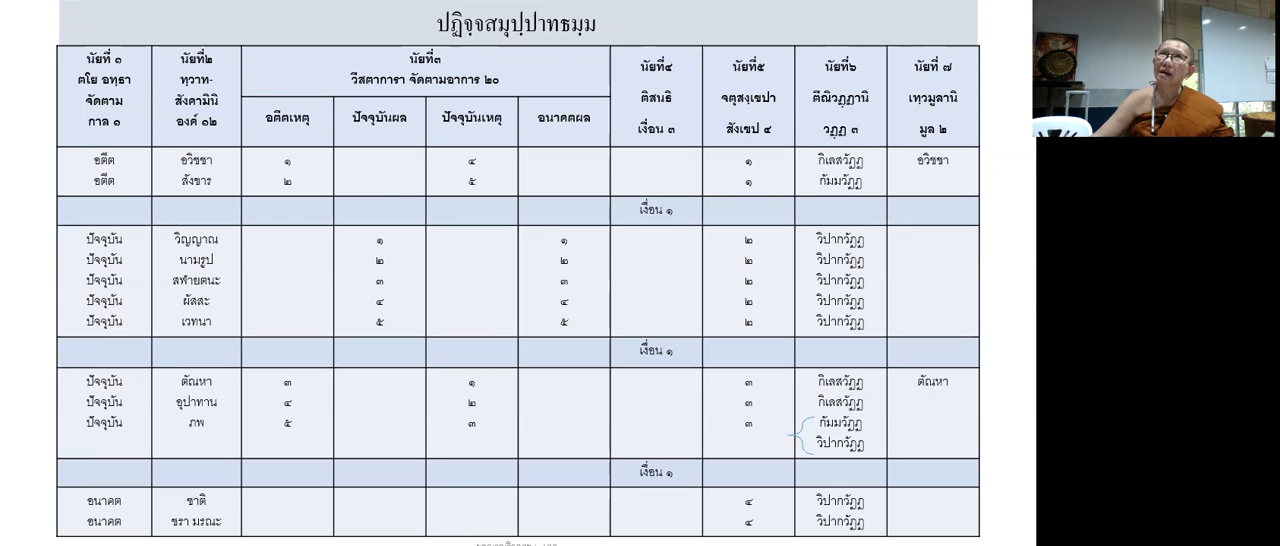 ปฏิจฺจสมุปฺปาทธมฺม
นัยที่ ๑ ตโย อทฺธา จัดตาม กาล ๑
นัยที่๒ ทฺวาท- สังคามินิ องค์ ๑๒
นัยที่๓ วีสตาการา จัดตามอาการ ๒๐
นัยที่๔ ติสนธิ เงื่อน ๓
นัยที่๕ จตุสงฺเขปา สังเขป ๔
นัยที่๖ ตีณิวฏฺฏานิ วฏฺฏ ๓
นัยที่ ๗ เทฺวมูลานิ มูล ๒
อตีตเหตุ ปัจจุบันผล ปัจจุบันเหตุ อนาคตผล
อตีต อวิชชา ๑ ๔ ๑ กิเลสวัฏฏ อวิชชา
อตีต สังขาร ๒ ๕ ๑ กัมมวัฏฏ
เงื่อน ๑
ปัจจุบัน วิญญาณ ๑ ๑ ๒ วิปากวัฏฏ
ปัจจุบัน นามรูป ๒ ๒ ๒ วิปากวัฏฏ
ปัจจุบัน สฬายตนะ ๓ ๓ ๒ วิปากวัฏฏ
ปัจจุบัน ผัสสะ ๔ ๔ ๒ วิปากวัฏฏ
ปัจจุบัน เวทนา ๕ ๕ ๒ วิปากวัฏฏ
เงื่อน ๑
ปัจจุบัน ตัณหา ๓ ๑ ๓ กิเลสวัฏฏ ตัณหา
ปัจจุบัน อุปาทาน ๔ ๒ ๓ กิเลสวัฏฏ
ปัจจุบัน ภพ ๕ ๓ ๓ กัมมวัฏฏ
วิปากวัฏฏ
เงื่อน ๑
อนาคต ชาติ ๔ วิปากวัฏฏ
อนาคต ชรา มรณะ ๔ วิปากวัฏฏ